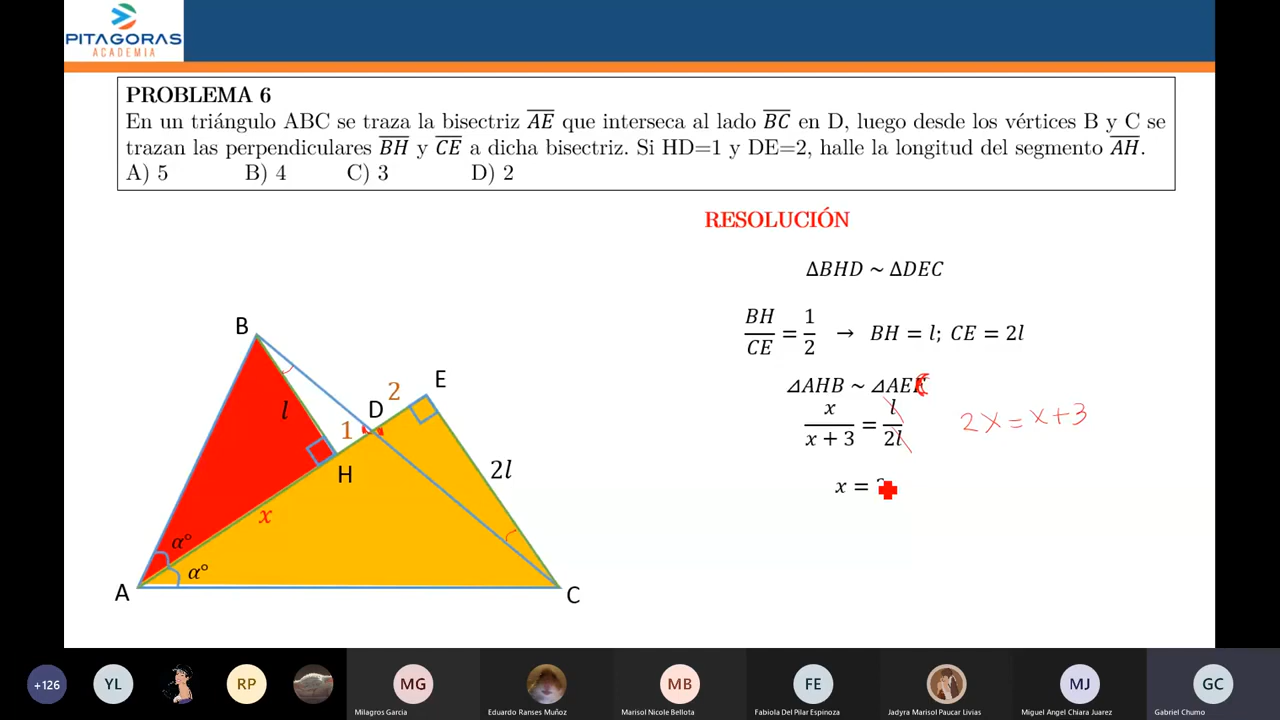 PITAGORAS
ACADEMIA
PROBLEMA 6
En un triángulo ABC se traza la bisectriz AE que interseca al lado BC en D, luego desde los vértices B y C se
trazan las perpendiculares BH y CE a dicha bisectriz. Si HD=1 y DE=2, halle la longitud del segmento AH.
A) 5 B) 4 C) 3 D) 2
RESOLUCIÓN
ΔBHD ~ ΔDEC
BH/CE = 1/2 → BH = l; CE = 2l
⊿AHB ~ ⊿AEC
x/(x + 3) = l/2l
2x = x+3
x =
B
E
2
D
l
1
H
2l
x
α°
α°
A
C
+126
YL
RP
MG
MB
FE
MJ
GC
Milagros Garcia
Eduardo Ranses Muñoz
Marisol Nicole Bellota
Fabiola Del Pilar Espinoza
Jadyra Marisol Paucar Livias
Miguel Angel Chiara Juarez
Gabriel Chumo